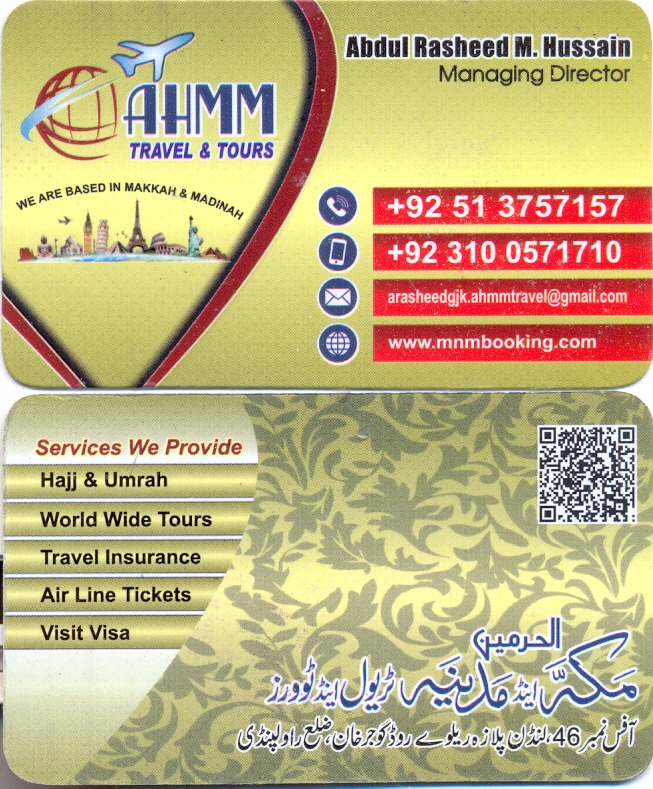 AHMM
TRAVEL & TOURS
WE ARE BASED IN MAKKAH & MADINAH
Abdul Rasheed M. Hussain
Managing Director
+92 51 3757157
+92 310 0571710
arasheedgjk.ahmmtravel@gmail.com
www.mnmbooking.com
Services We Provide
Hajj & Umrah
World Wide Tours
Travel Insurance
Air Line Tickets
Visit Visa
الحرمین
مکہ اینڈ مدینہ ٹریول اینڈ ٹوورز
آفس نمبر 46، لنڈن پلازہ ریلوے روڈ گوجرخان، ضلع راولپنڈی